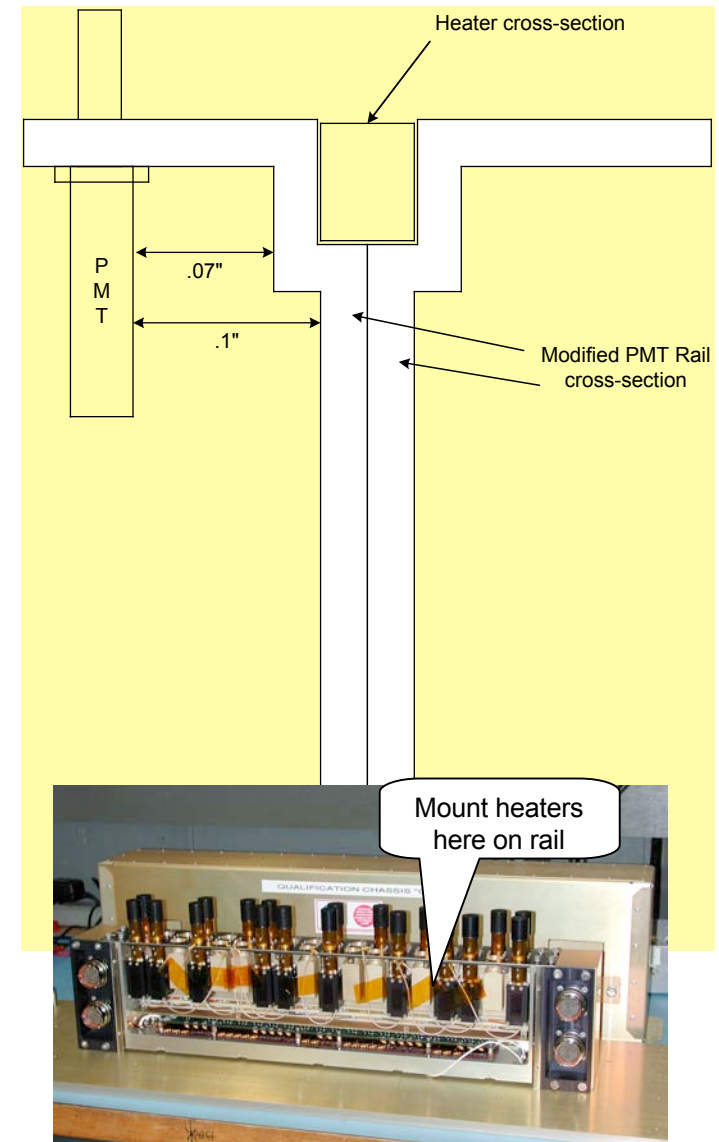 Heater cross-section
P
M
T
.07"
.1"
Modified PMT Rail
cross-section
Mount heaters
here on rail
QUALIFICATION CHASSIS